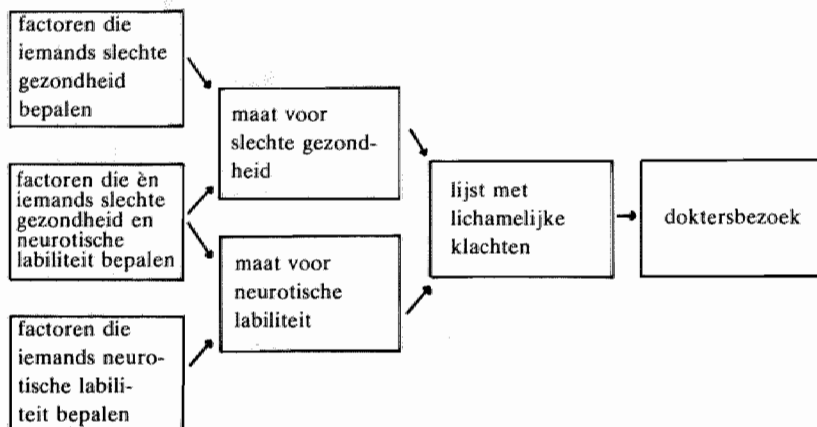 factoren die
iemands slechte
gezondheid
bepalen
factoren die èn
iemands slechte
gezondheid en
neurotische
labiliteit bepalen
factoren die
iemands neuro-
tische labili-
teit bepalen
maat voor
slechte gezond-
heid
maat voor
neurotische
labiliteit
lijst met
lichamelijke
klachten
doktersbezoek